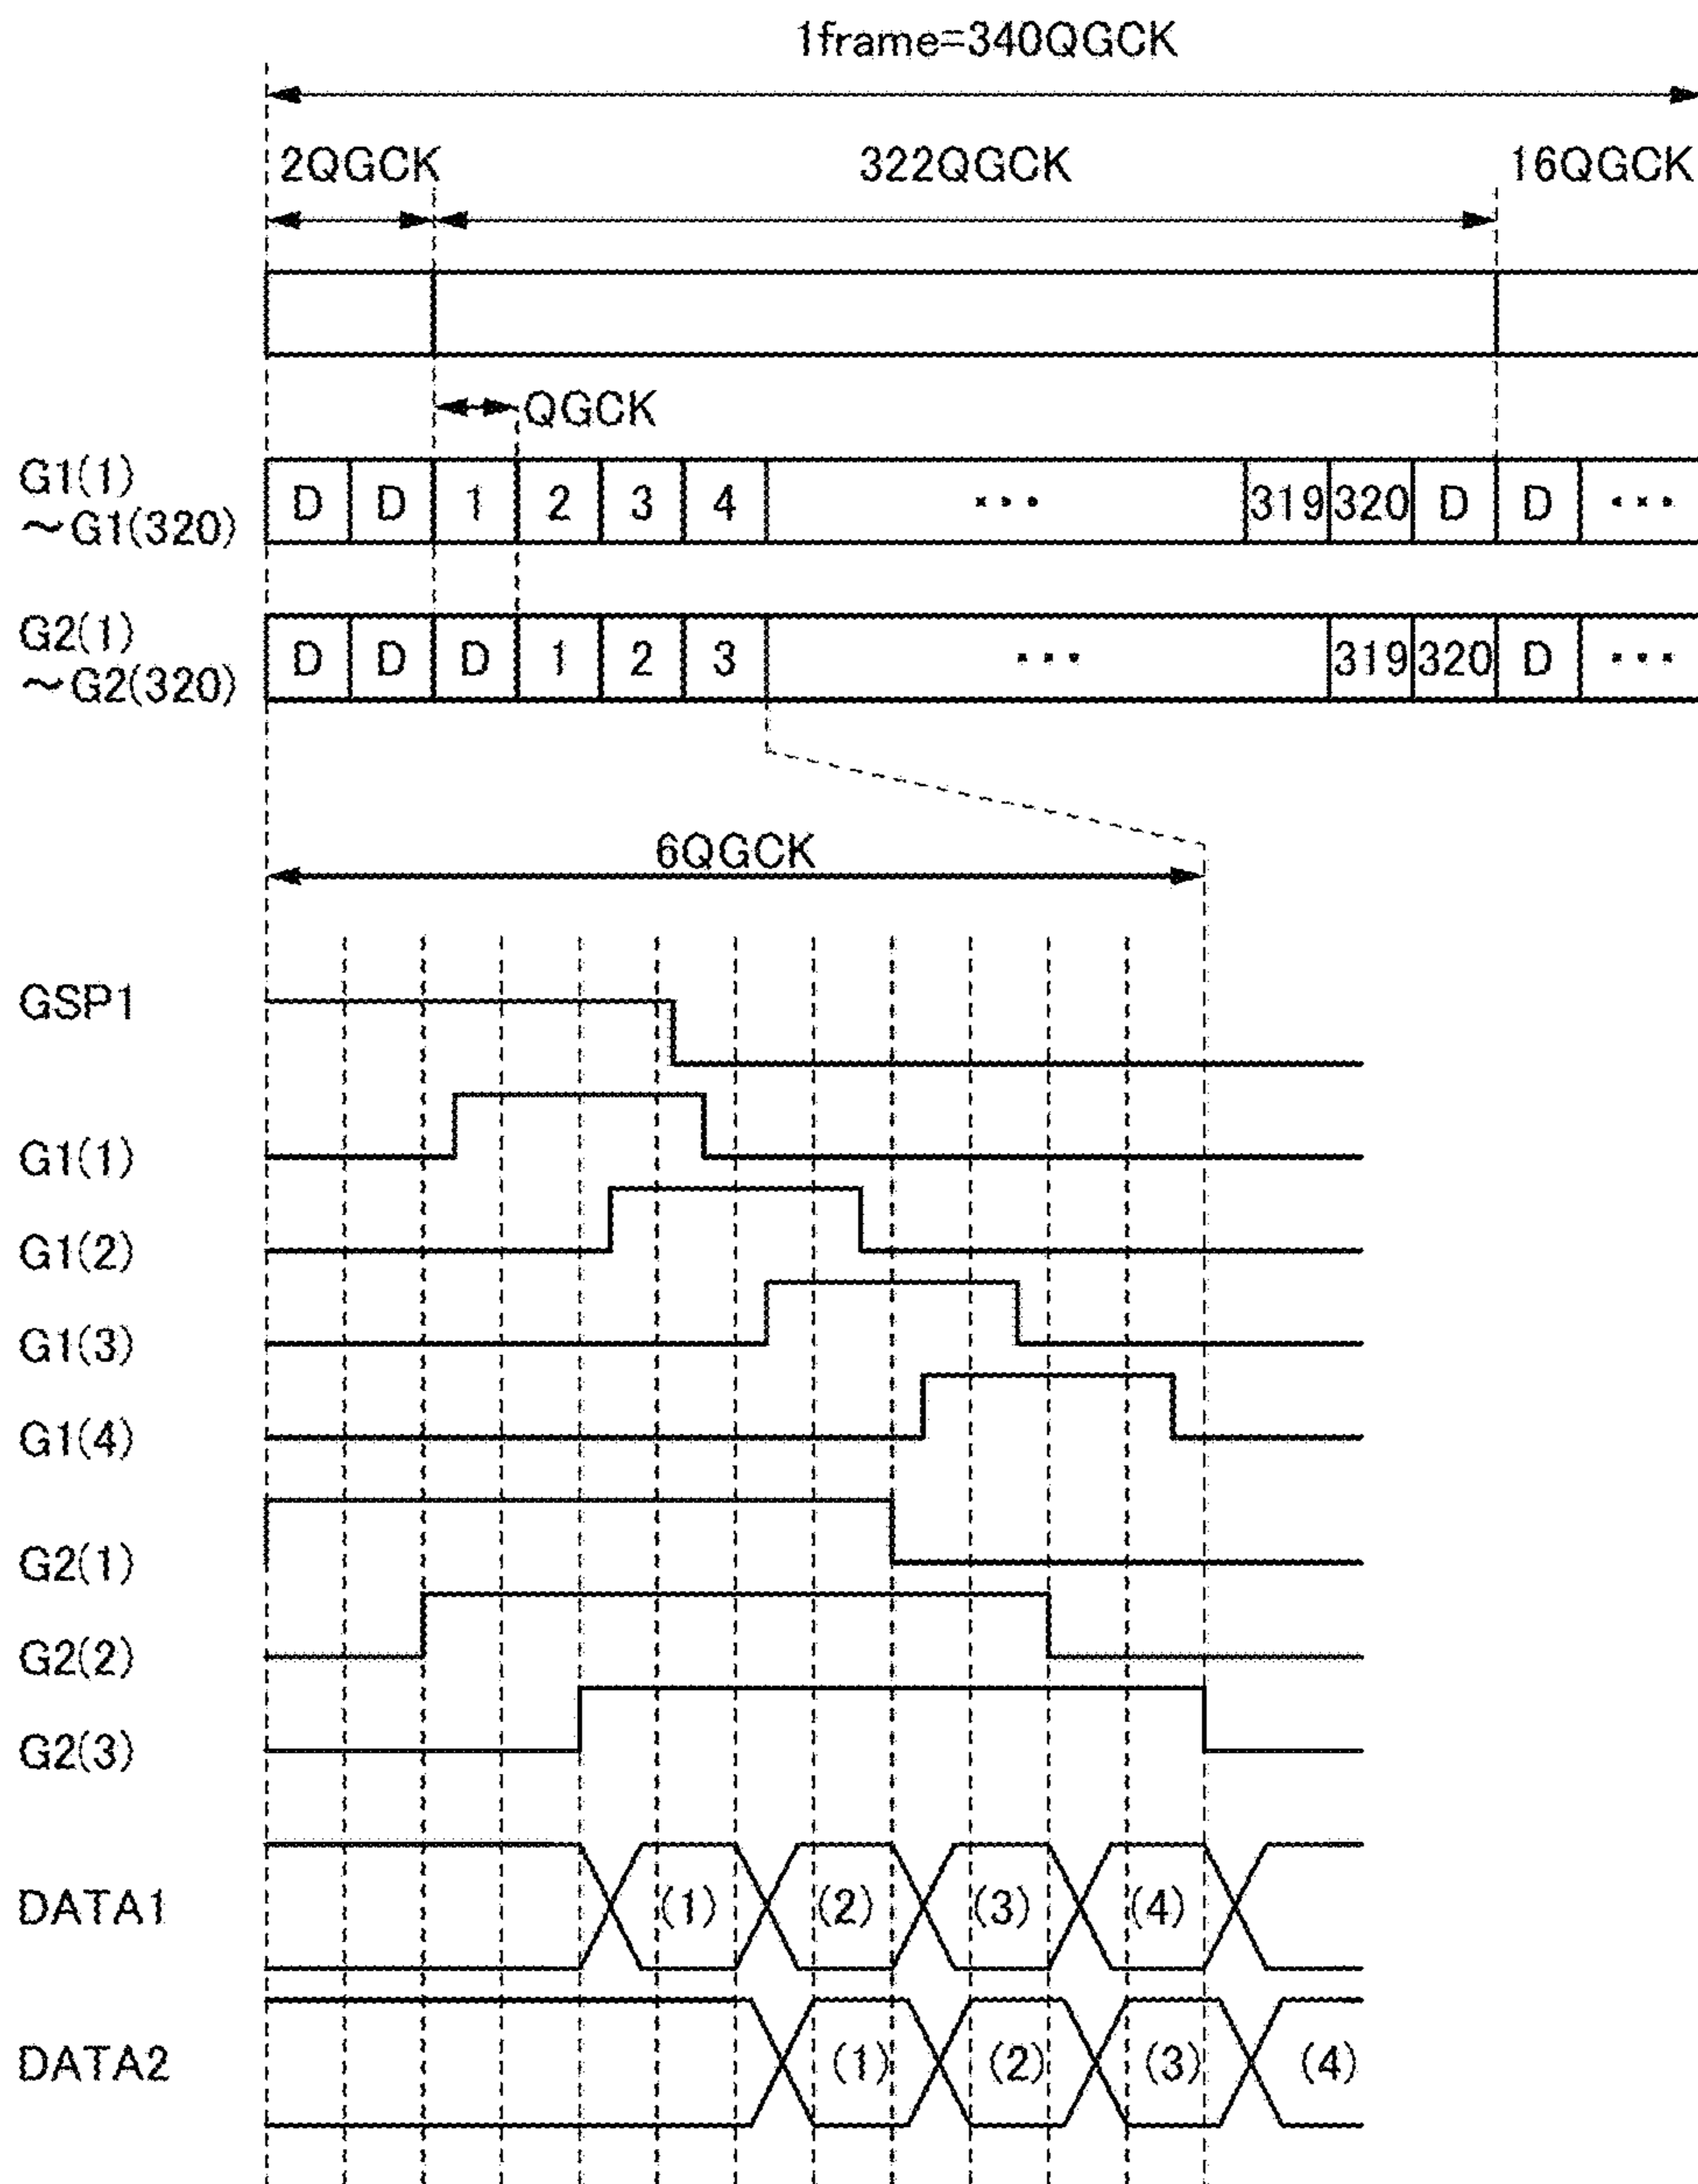 1frame=340QGCK
2QGCK 322QGCK 16QGCK
QGCK
G1(1)
～G1(320)
D D 1 2 3 4 ··· 319 320 D D ···
G2(1)
～G2(320)
D D D 1 2 3 ··· 319 320 D ···
6QGCK
GSP1
G1(1)
G1(2)
G1(3)
G1(4)
G2(1)
G2(2)
G2(3)
DATA1 (1) (2) (3) (4)
DATA2 (1) (2) (3) (4)